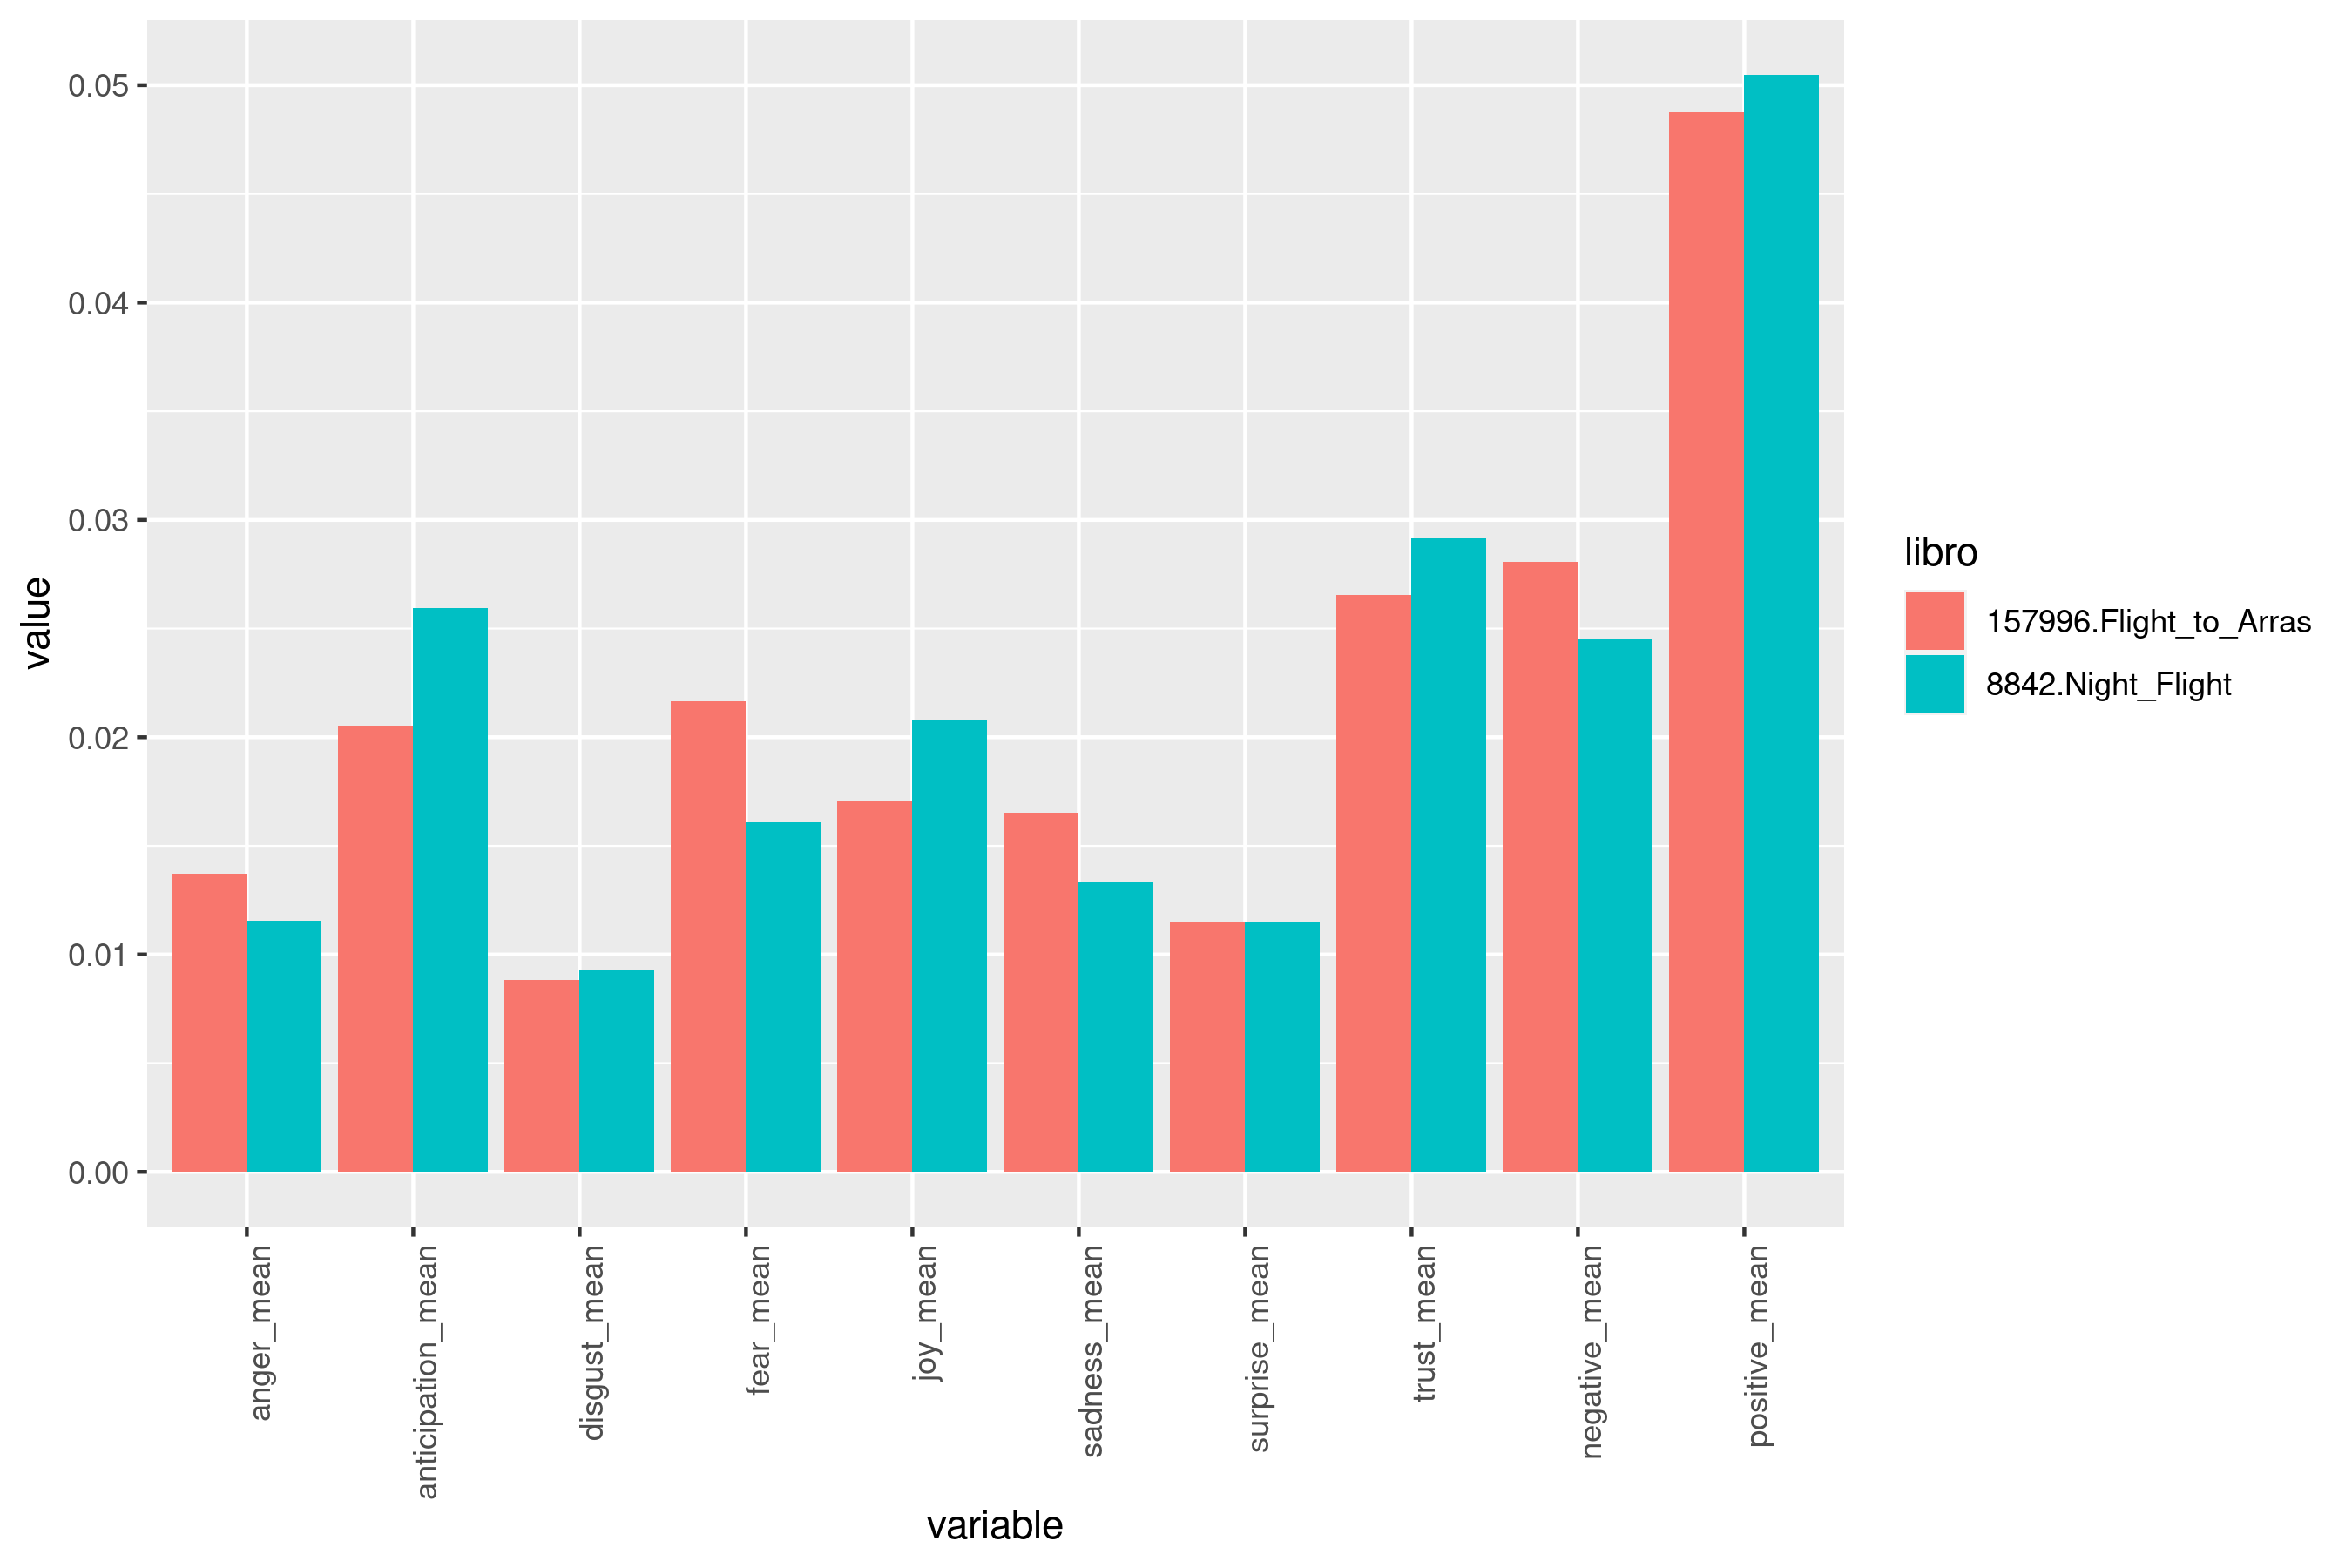 0.05
0.04
0.03
0.02
0.01
0.00
value
anger_mean
anticipation_mean
disgust_mean
fear_mean
joy_mean
sadness_mean
surprise_mean
trust_mean
negative_mean
positive_mean
variable
libro
157996.Flight_to_Arras
8842.Night_Flight